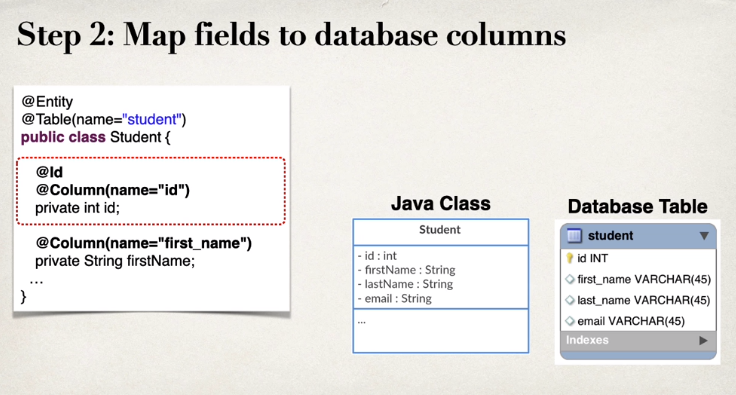 Step 2: Map fields to database columns
@Entity
@Table(name="student")
public class Student {
@Id
@Column(name="id")
private int id;
@Column(name="first_name")
private String firstName;
...
}
Java Class
Student
- id : int
- firstName : String
- lastName : String
- email : String
...
Database Table
student
id INT
first_name VARCHAR(45)
last_name VARCHAR(45)
email VARCHAR(45)
Indexes